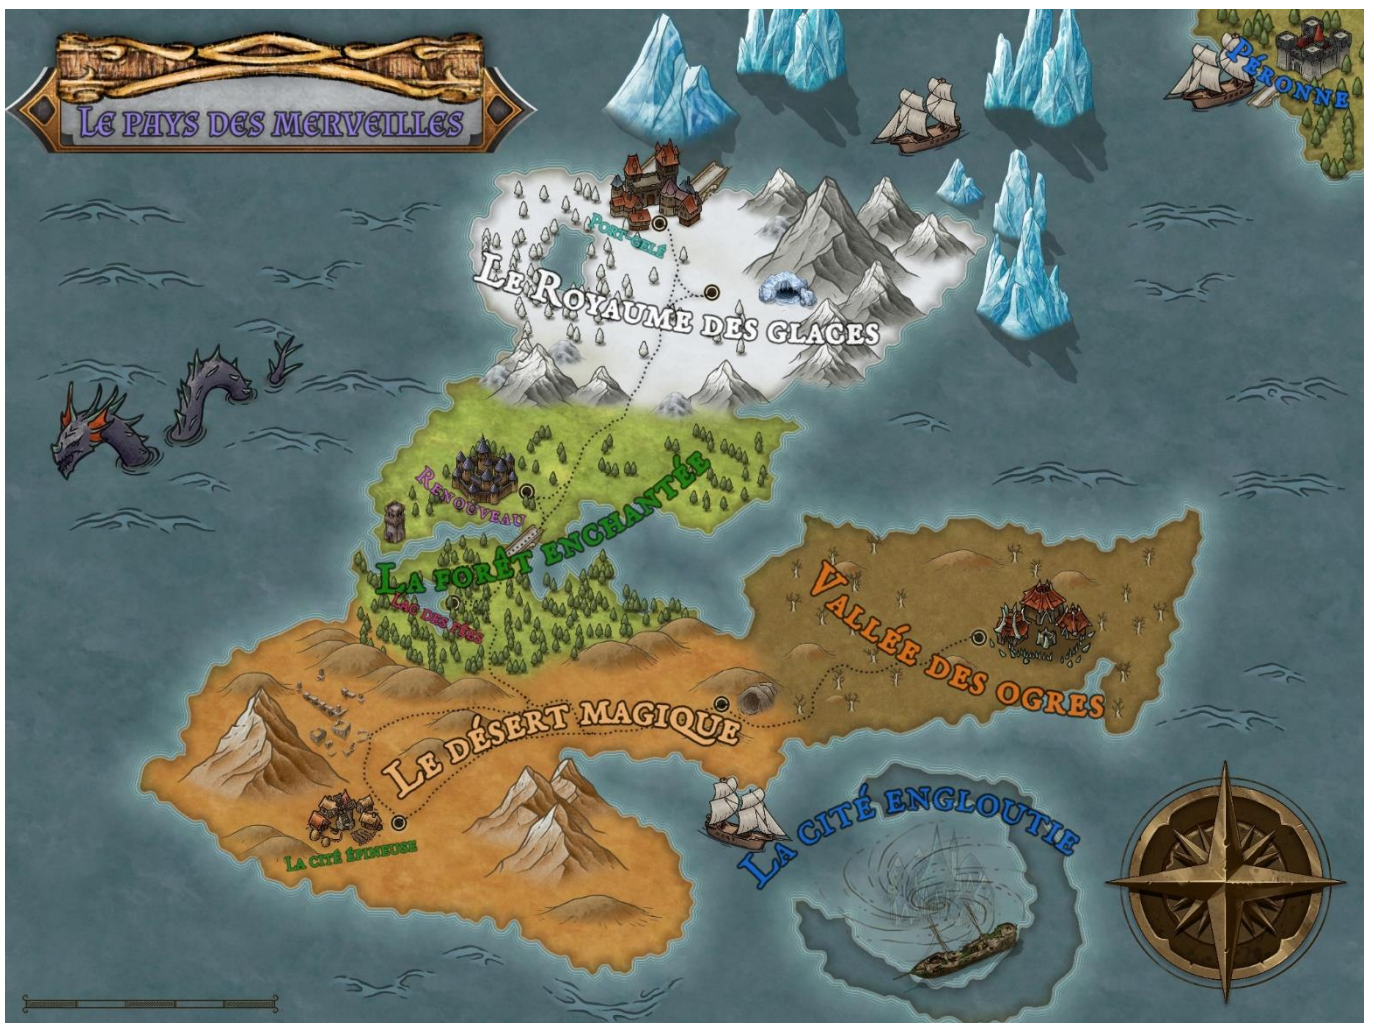 Le pays des merveilles
Péronne
Port-gelé
Le Royaume des glaces
Renouveau
La forêt enchantée
Lac des fées
Vallée des ogres
Le désert magique
La cité épineuse
La cité engloutie